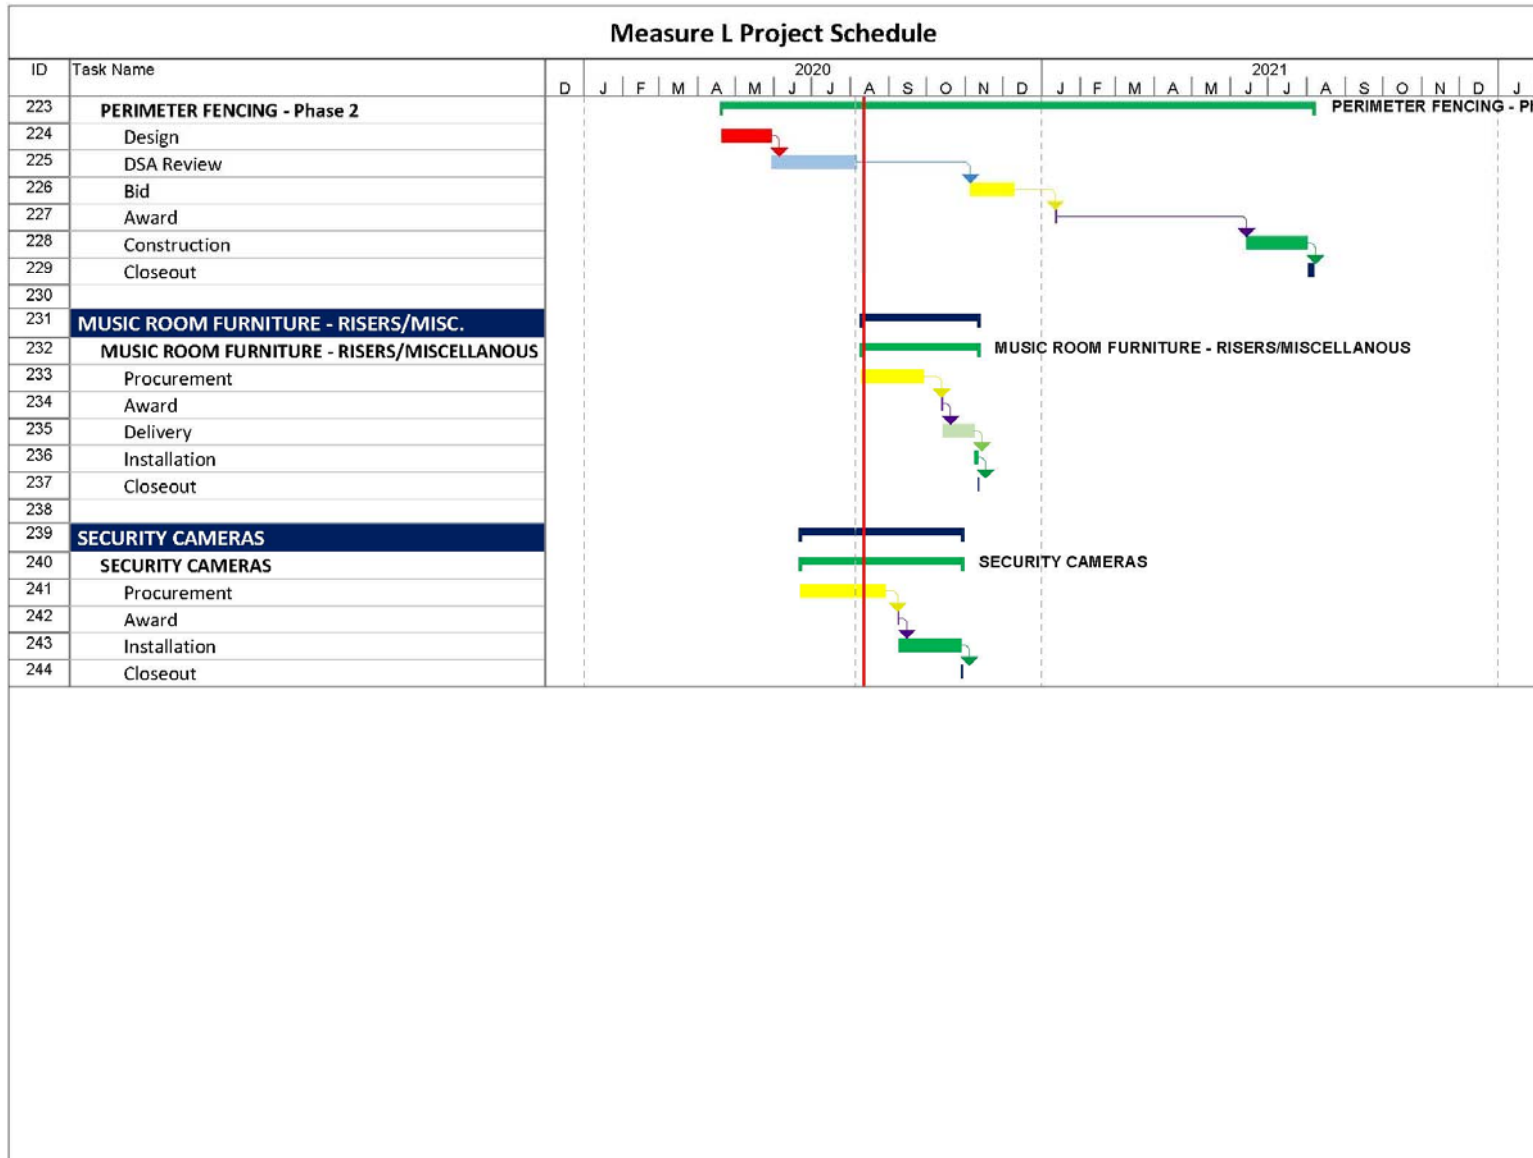 Measure L Project Schedule
ID Task Name 2020 2021
D J F M A M J J A S O N D J F M A M J J A S O N D J
223 PERIMETER FENCING - Phase 2 PERIMETER FENCING - P
224 Design
225 DSA Review
226 Bid
227 Award
228 Construction
229 Closeout
230
231 MUSIC ROOM FURNITURE - RISERS/MISC.
232 MUSIC ROOM FURNITURE - RISERS/MISCELLANOUS MUSIC ROOM FURNITURE - RISERS/MISCELLANOUS
233 Procurement
234 Award
235 Delivery
236 Installation
237 Closeout
238
239 SECURITY CAMERAS
240 SECURITY CAMERAS SECURITY CAMERAS
241 Procurement
242 Award
243 Installation
244 Closeout